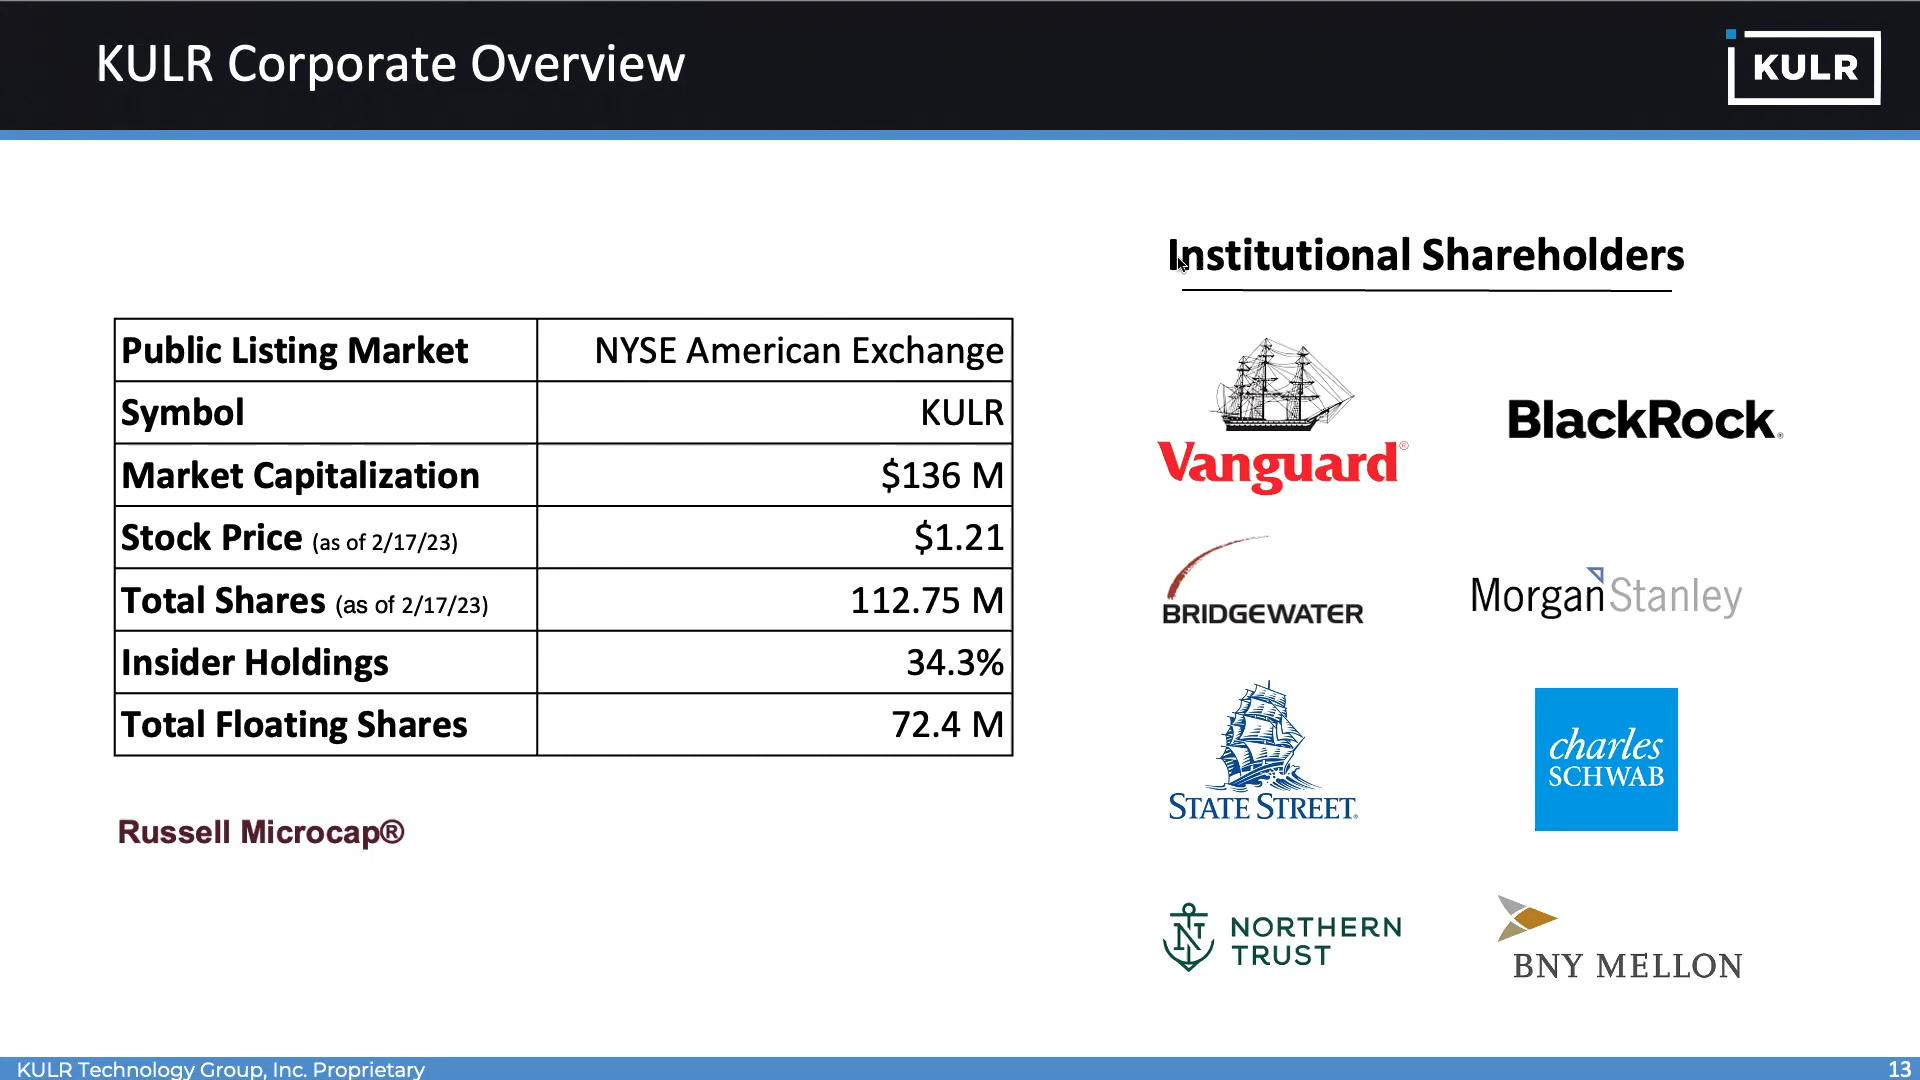 KULR Corporate Overview
KULR
Institutional Shareholders
Public Listing Market NYSE American Exchange
Symbol KULR
Market Capitalization $136 M
Stock Price (as of 2/17/23) $1.21
Total Shares (as of 2/17/23) 112.75 M
Insider Holdings 34.3%
Total Floating Shares 72.4 M
Russell Microcap®
Vanguard®
BlackRock®
BRIDGEWATER
Morgan Stanley
STATE STREET®
charles
SCHWAB
NORTHERN
TRUST
BNY MELLON
KULR Technology Group, Inc. Proprietary
13